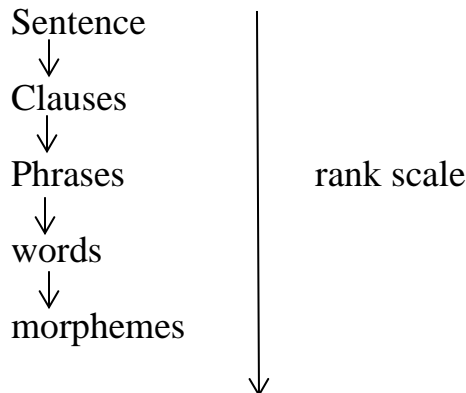 Sentence
Clauses
Phrases rank scale
words
morphemes